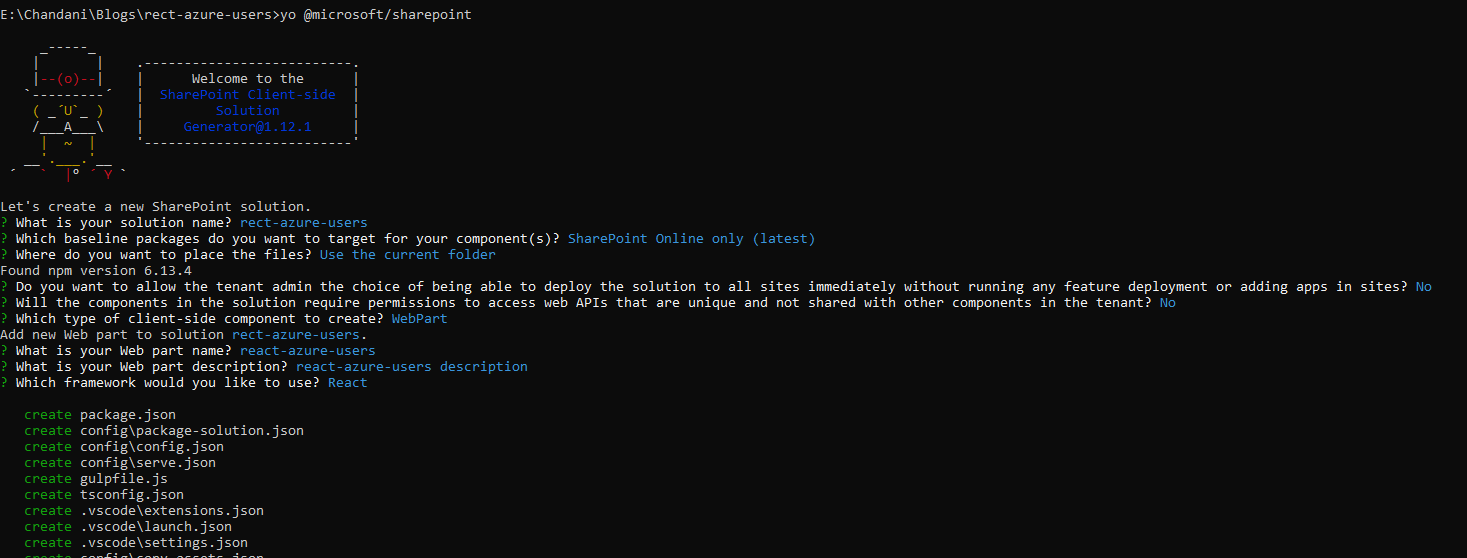 E:\Chandani\Blogs\rect-azure-users>yo @microsoft/sharepoint
     _-----_
    |       |    .--------------------------.
    |--(o)--|    |      Welcome to the      |
   `---------´   |  SharePoint Client-side  |
    ( _´U`_ )    |         Solution         |
    /___A___\    |     Generator@1.12.1     |
     |  ~  |     '--------------------------'
   __'.___.'__
 ´   `  |° ´ Y `
Let's create a new SharePoint solution.
? What is your solution name? rect-azure-users
? Which baseline packages do you want to target for your component(s)? SharePoint Online only (latest)
? Where do you want to place the files? Use the current folder
Found npm version 6.13.4
? Do you want to allow the tenant admin the choice of being able to deploy the solution to all sites immediately without running any feature deployment or adding apps in sites? No
? Will the components in the solution require permissions to access web APIs that are unique and not shared with other components in the tenant? No
? Which type of client-side component to create? WebPart
Add new Web part to solution rect-azure-users.
? What is your Web part name? react-azure-users
? What is your Web part description? react-azure-users description
? Which framework would you like to use? React
   create package.json
   create config\package-solution.json
   create config\config.json
   create config\serve.json
   create gulpfile.js
   create tsconfig.json
   create .vscode\extensions.json
   create .vscode\launch.json
   create .vscode\settings.json
   create config\copy-assets.json